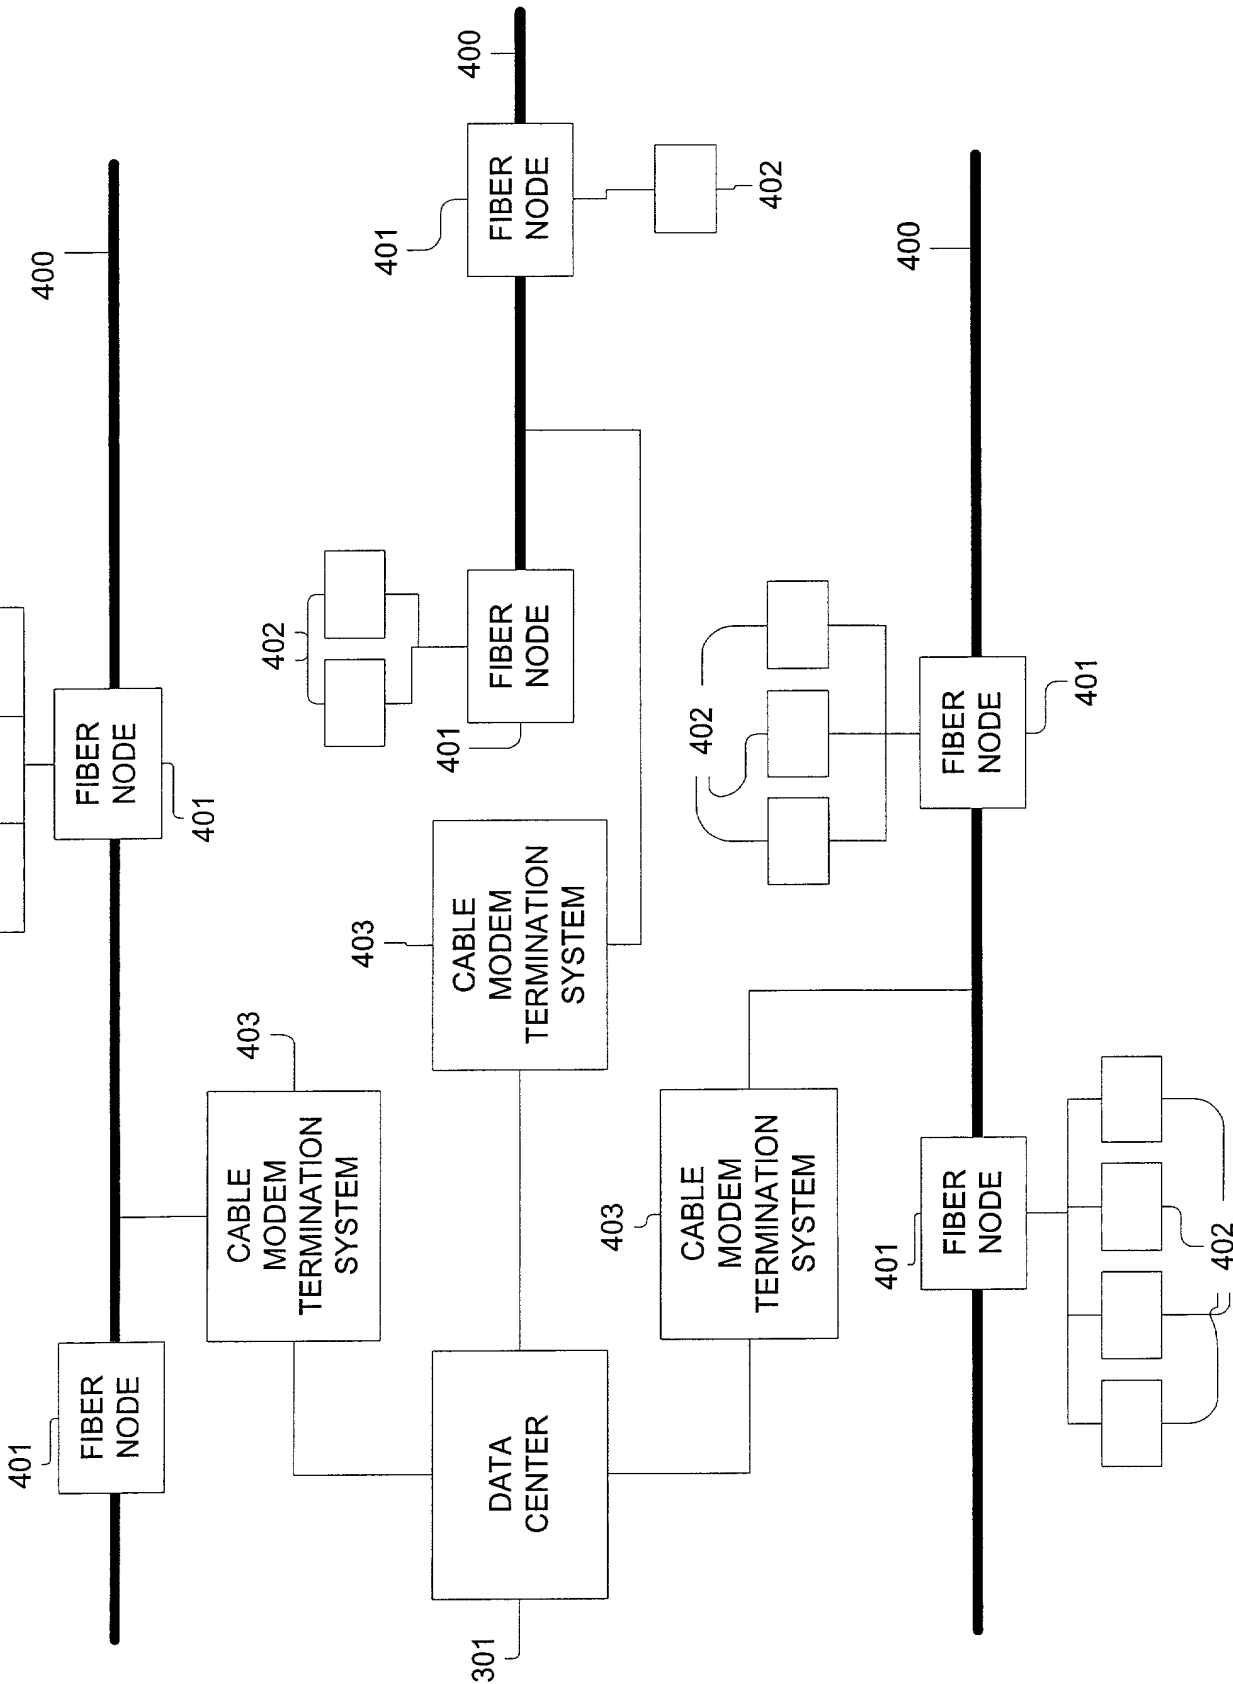 400
FIBER
NODE
401
FIBER
NODE
401
400
FIBER
NODE
401
402
402
FIBER
NODE
401
CABLE
MODEM
TERMINATION
SYSTEM
403
CABLE
MODEM
TERMINATION
SYSTEM
403
CABLE
MODEM
TERMINATION
SYSTEM
403
DATA
CENTER
301
400
402
FIBER
NODE
401
FIBER
NODE
401
402